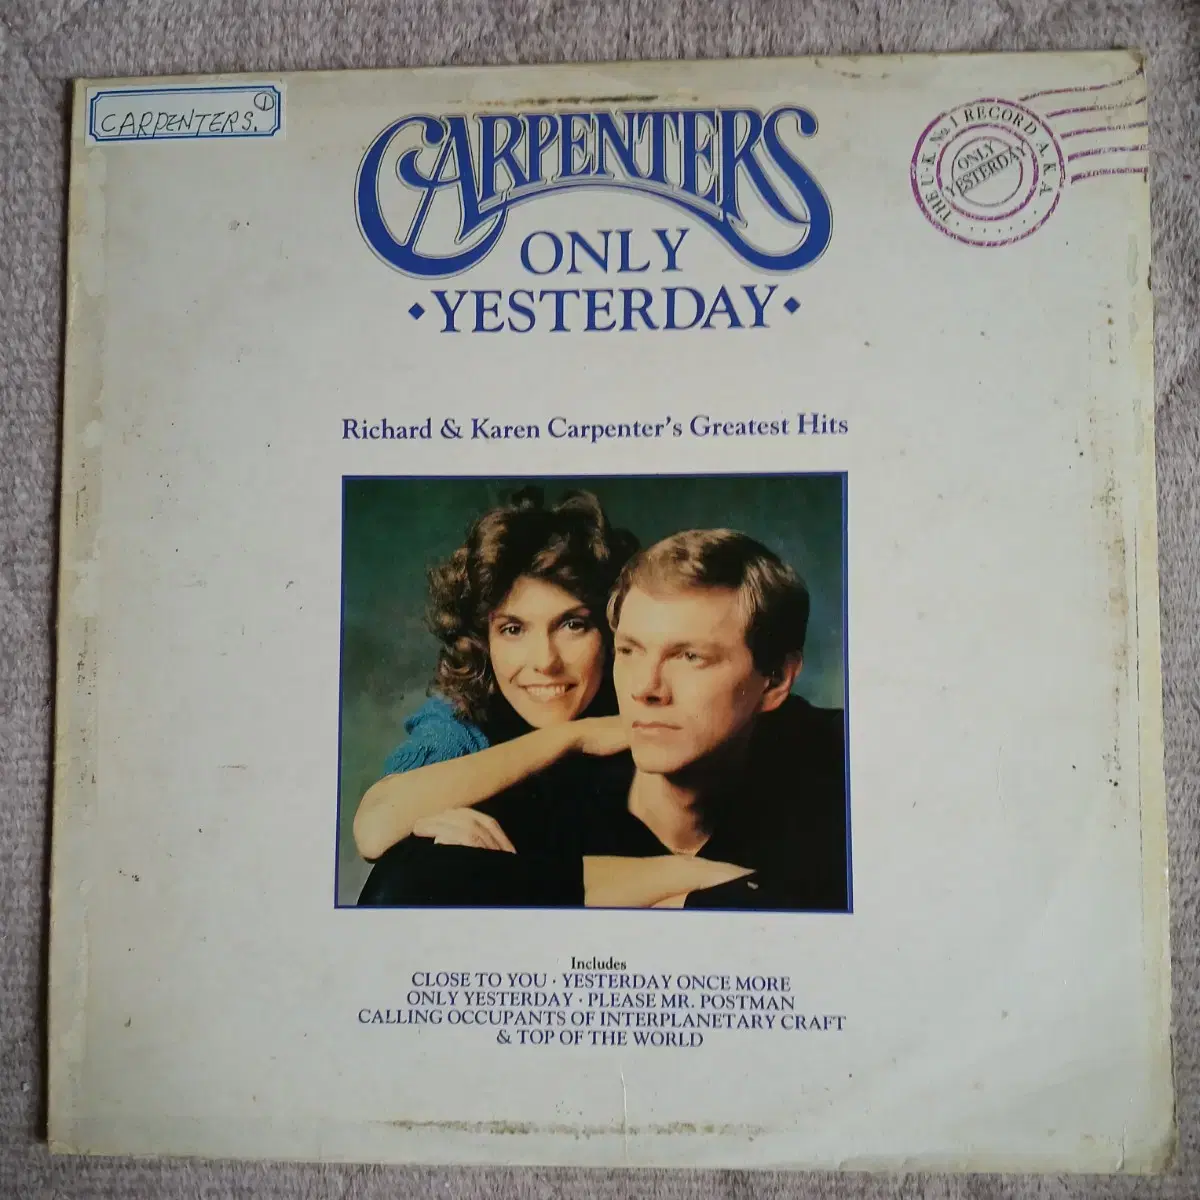 CARPENTERS. 1
CARPENTERS
ONLY
·YESTERDAY·
THE U.K. No. 1 RECORD A.K.A.
ONLY
YESTERDAY
Richard & Karen Carpenter's Greatest Hits
Includes
CLOSE TO YOU · YESTERDAY ONCE MORE
ONLY YESTERDAY · PLEASE MR. POSTMAN
CALLING OCCUPANTS OF INTERPLANETARY CRAFT
& TOP OF THE WORLD